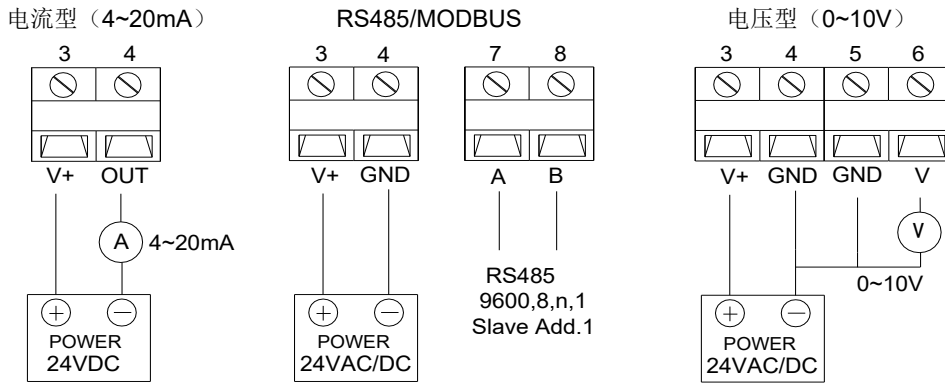 电流型（4~20mA）
3 4
V+ OUT
A 4~20mA
POWER
24VDC
RS485/MODBUS
3 4 7 8
V+ GND A B
RS485
9600,8,n,1
Slave Add.1
POWER
24VAC/DC
电压型（0~10V）
3 4 5 6
V+ GND GND V
V
0~10V
POWER
24VAC/DC